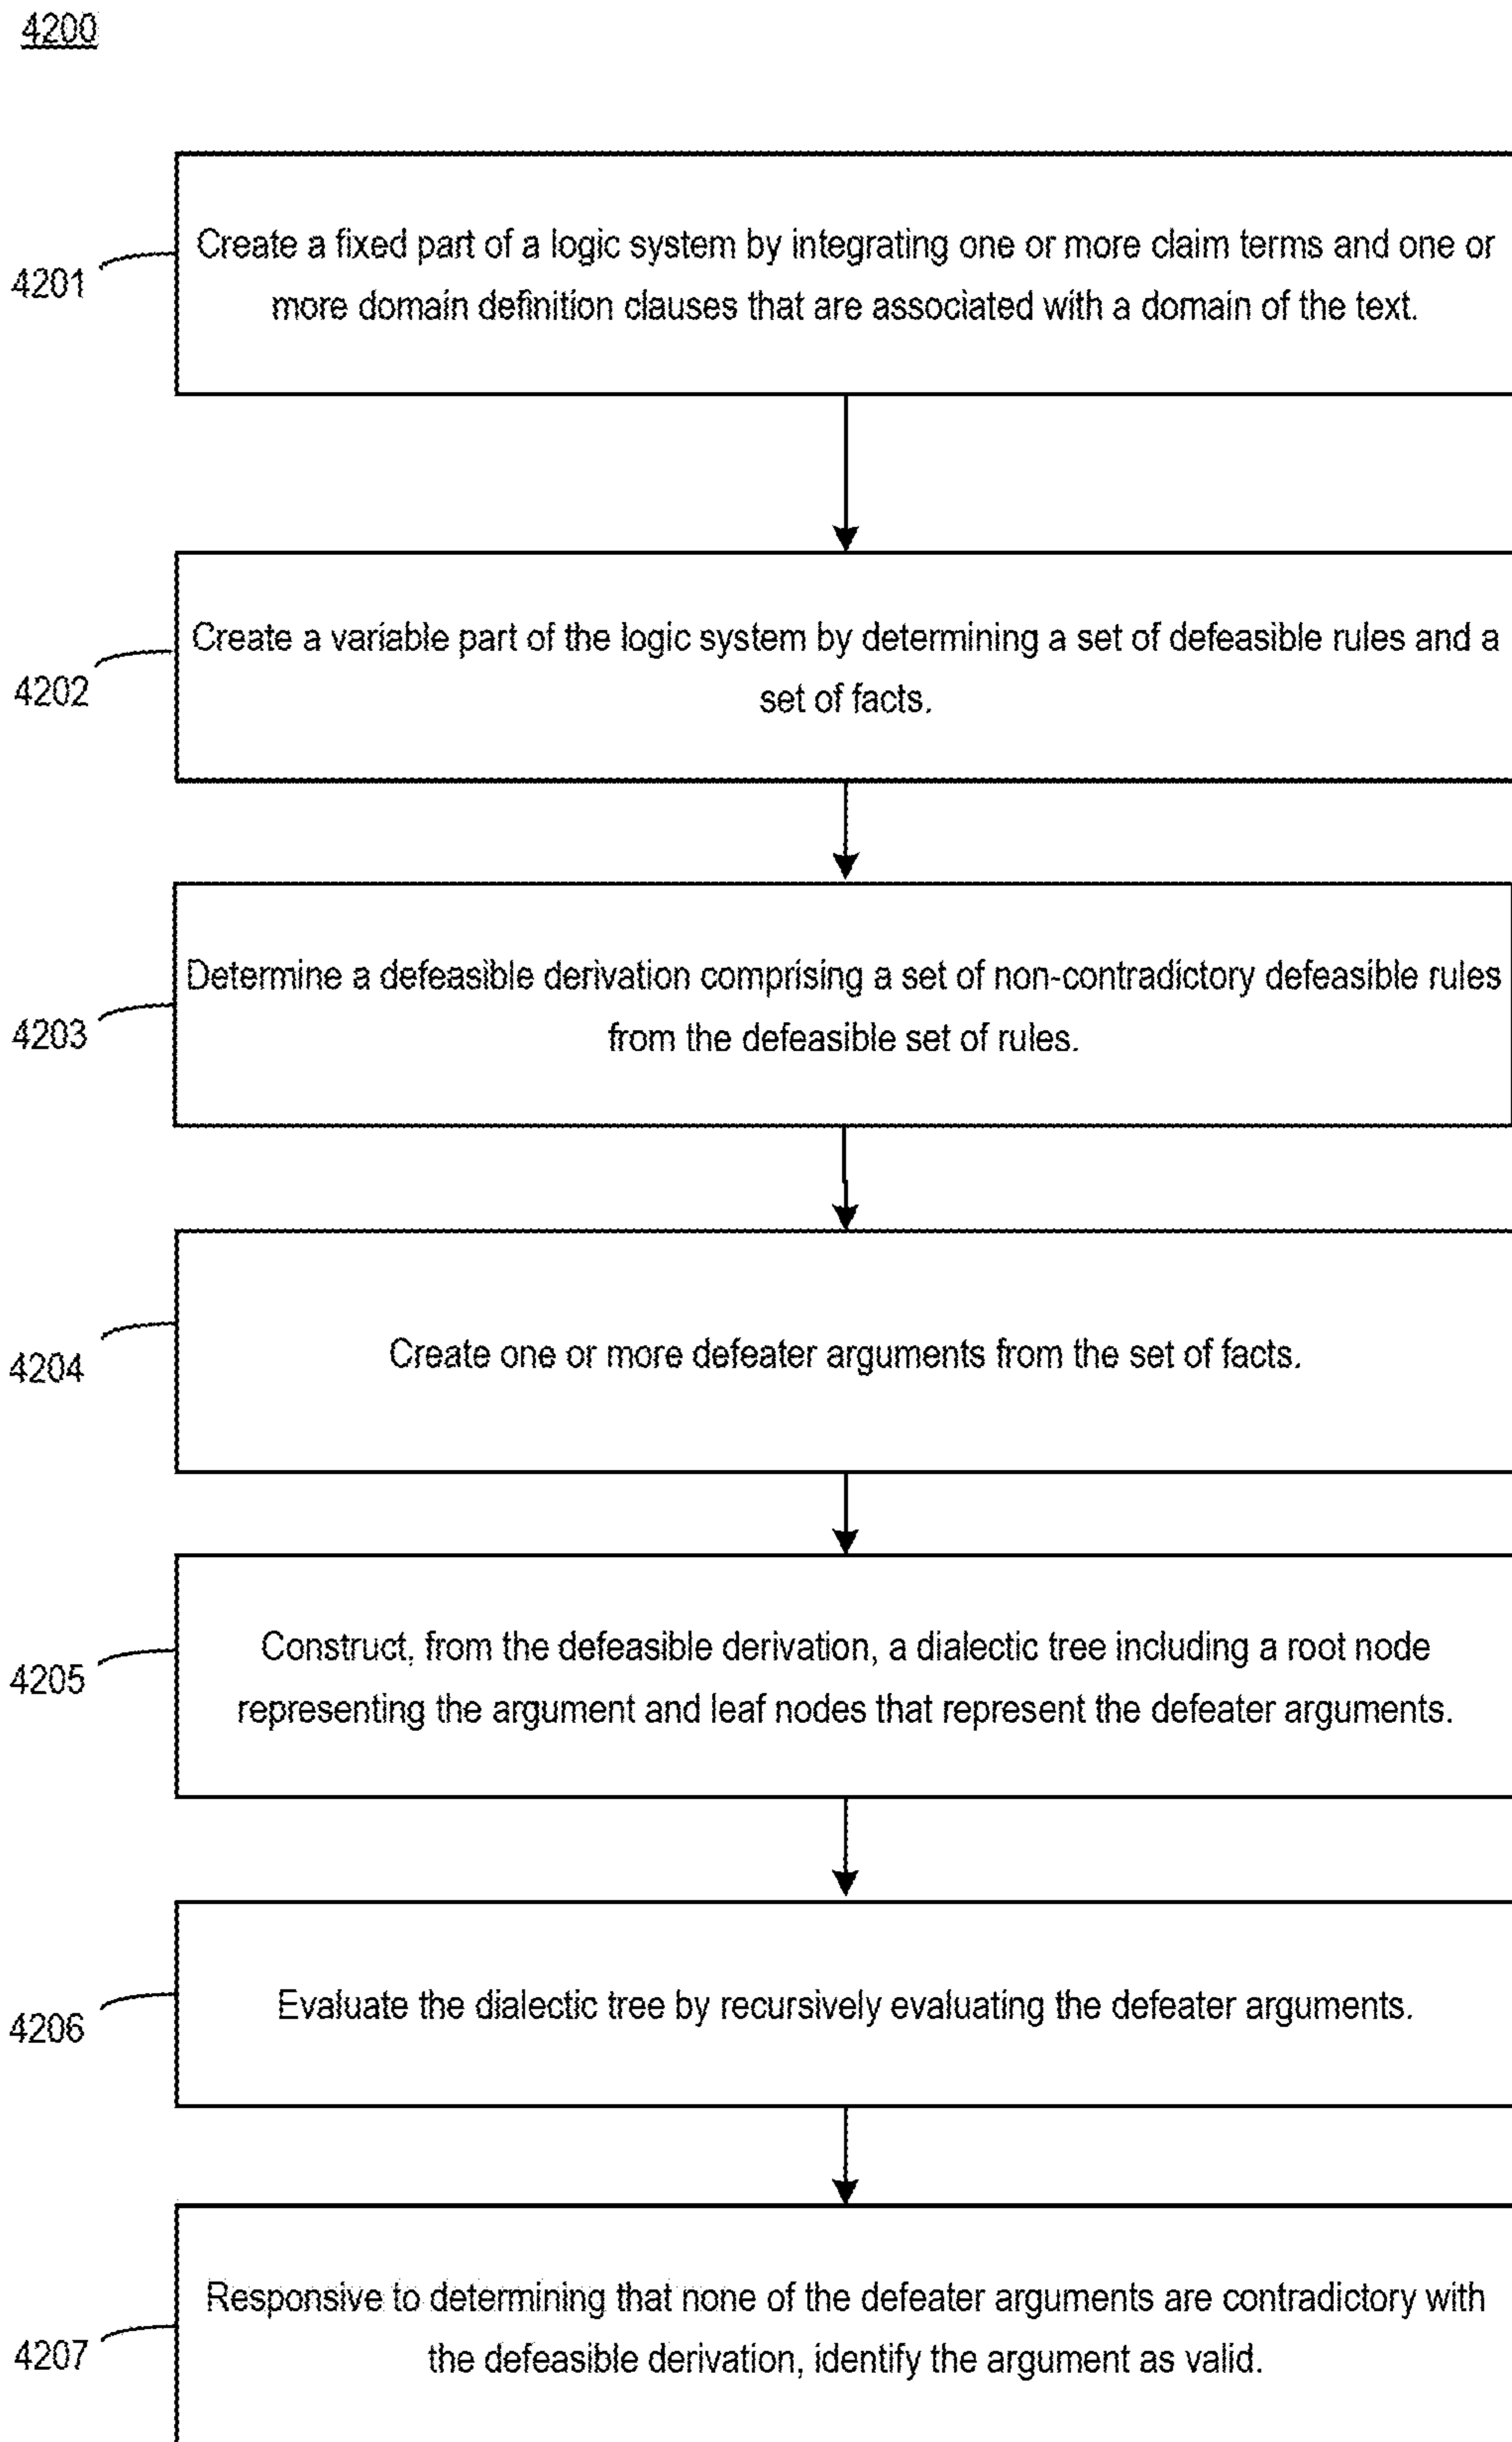 4200
Create a fixed part of a logic system by integrating one or more claim terms and one or
more domain definition clauses that are associated with a domain of the text.
4201
Create a variable part of the logic system by determining a set of defeasible rules and a
set of facts.
4202
Determine a defeasible derivation comprising a set of non-contradictory defeasible rules
from the defeasible set of rules.
4203
Create one or more defeater arguments from the set of facts.
4204
Construct, from the defeasible derivation, a dialectic tree including a root node
representing the argument and leaf nodes that represent the defeater arguments.
4205
Evaluate the dialectic tree by recursively evaluating the defeater arguments.
4206
Responsive to determining that none of the defeater arguments are contradictory with
the defeasible derivation, identify the argument as valid.
4207